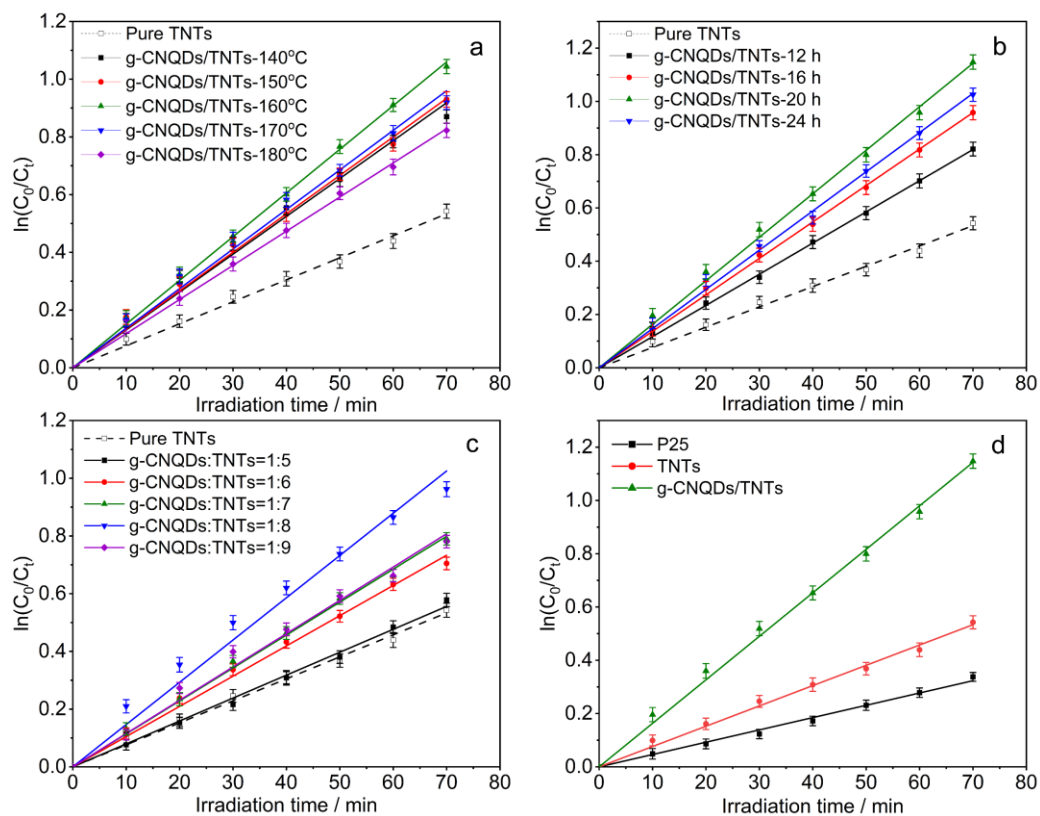 a
Pure TNTs
g-CNQDs/TNTs-140°C
g-CNQDs/TNTs-150°C
g-CNQDs/TNTs-160°C
g-CNQDs/TNTs-170°C
g-CNQDs/TNTs-180°C
ln(C₀/Cₜ)
1.2
1.0
0.8
0.6
0.4
0.2
0.0
0 10 20 30 40 50 60 70 80
Irradiation time / min
b
Pure TNTs
g-CNQDs/TNTs-12 h
g-CNQDs/TNTs-16 h
g-CNQDs/TNTs-20 h
g-CNQDs/TNTs-24 h
ln(C₀/Cₜ)
1.2
1.0
0.8
0.6
0.4
0.2
0.0
0 10 20 30 40 50 60 70 80
Irradiation time / min
c
Pure TNTs
g-CNQDs:TNTs=1:5
g-CNQDs:TNTs=1:6
g-CNQDs:TNTs=1:7
g-CNQDs:TNTs=1:8
g-CNQDs:TNTs=1:9
ln(C₀/Cₜ)
1.2
1.0
0.8
0.6
0.4
0.2
0.0
0 10 20 30 40 50 60 70 80
Irradiation time / min
d
P25
TNTs
g-CNQDs/TNTs
ln(C₀/Cₜ)
1.2
1.0
0.8
0.6
0.4
0.2
0.0
0 10 20 30 40 50 60 70 80
Irradiation time / min